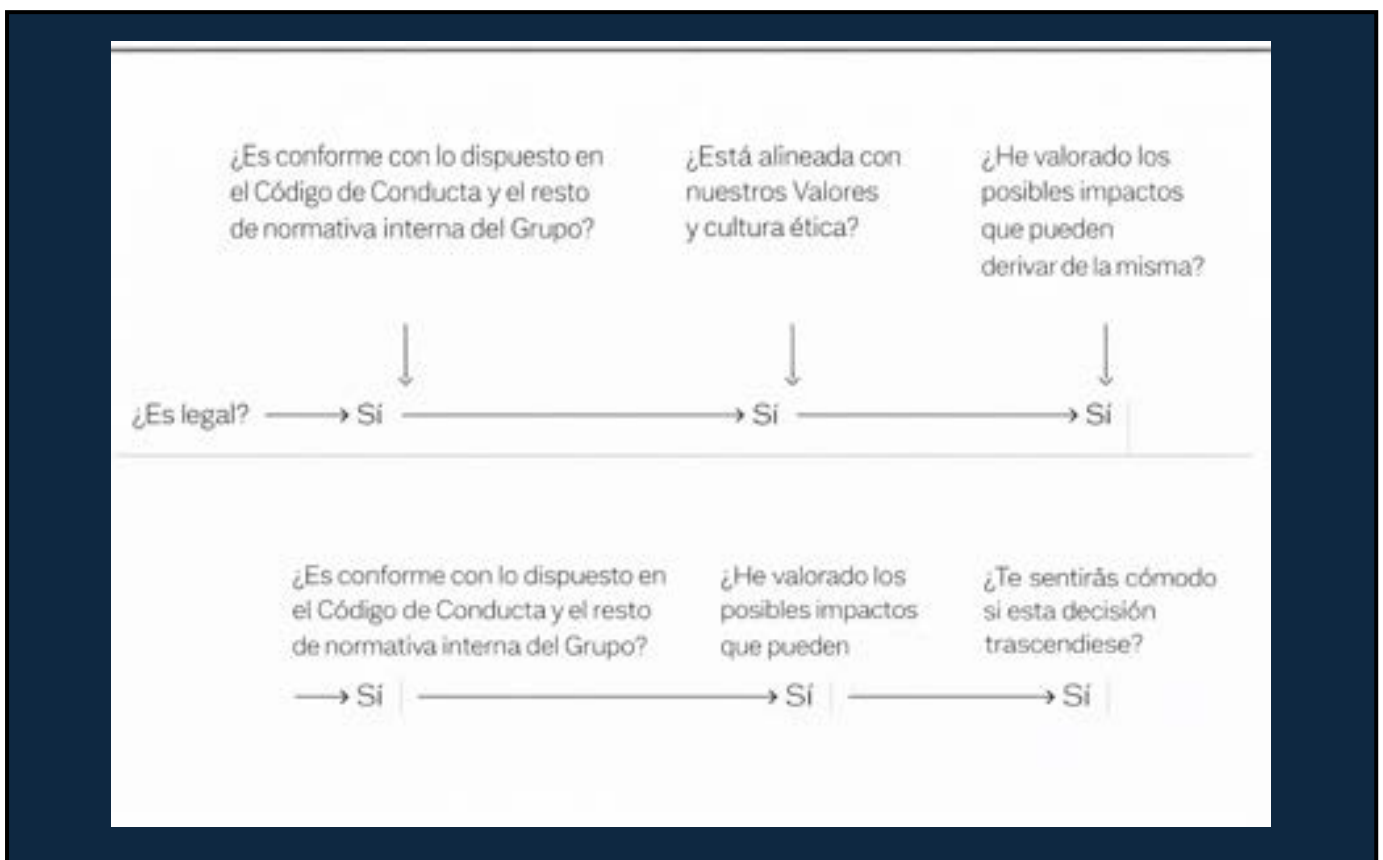 ¿Es conforme con lo dispuesto en
el Código de Conducta y el resto
de normativa interna del Grupo?
¿Está alineada con
nuestros Valores
y cultura ética?
¿He valorado los
posibles impactos
que pueden
derivar de la misma?
¿Es legal? Sí Sí Sí
¿Es conforme con lo dispuesto en
el Código de Conducta y el resto
de normativa interna del Grupo?
¿He valorado los
posibles impactos
que pueden
¿Te sentirás cómodo
si esta decisión
trascendiese?
Sí Sí Sí